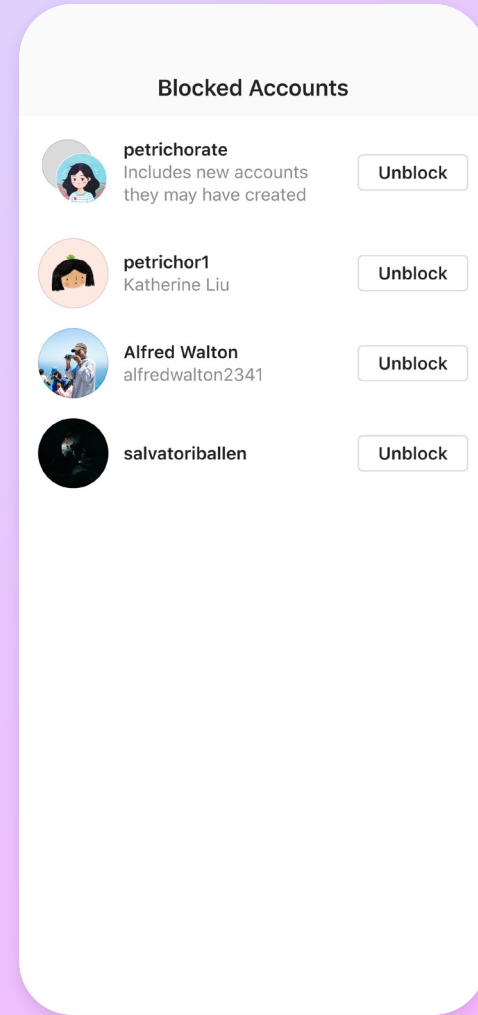 Blocked Accounts
petrichorate
Includes new accounts
they may have created
Unblock
petrichor1
Katherine Liu
Unblock
Alfred Walton
alfredwalton2341
Unblock
salvatoriballen
Unblock